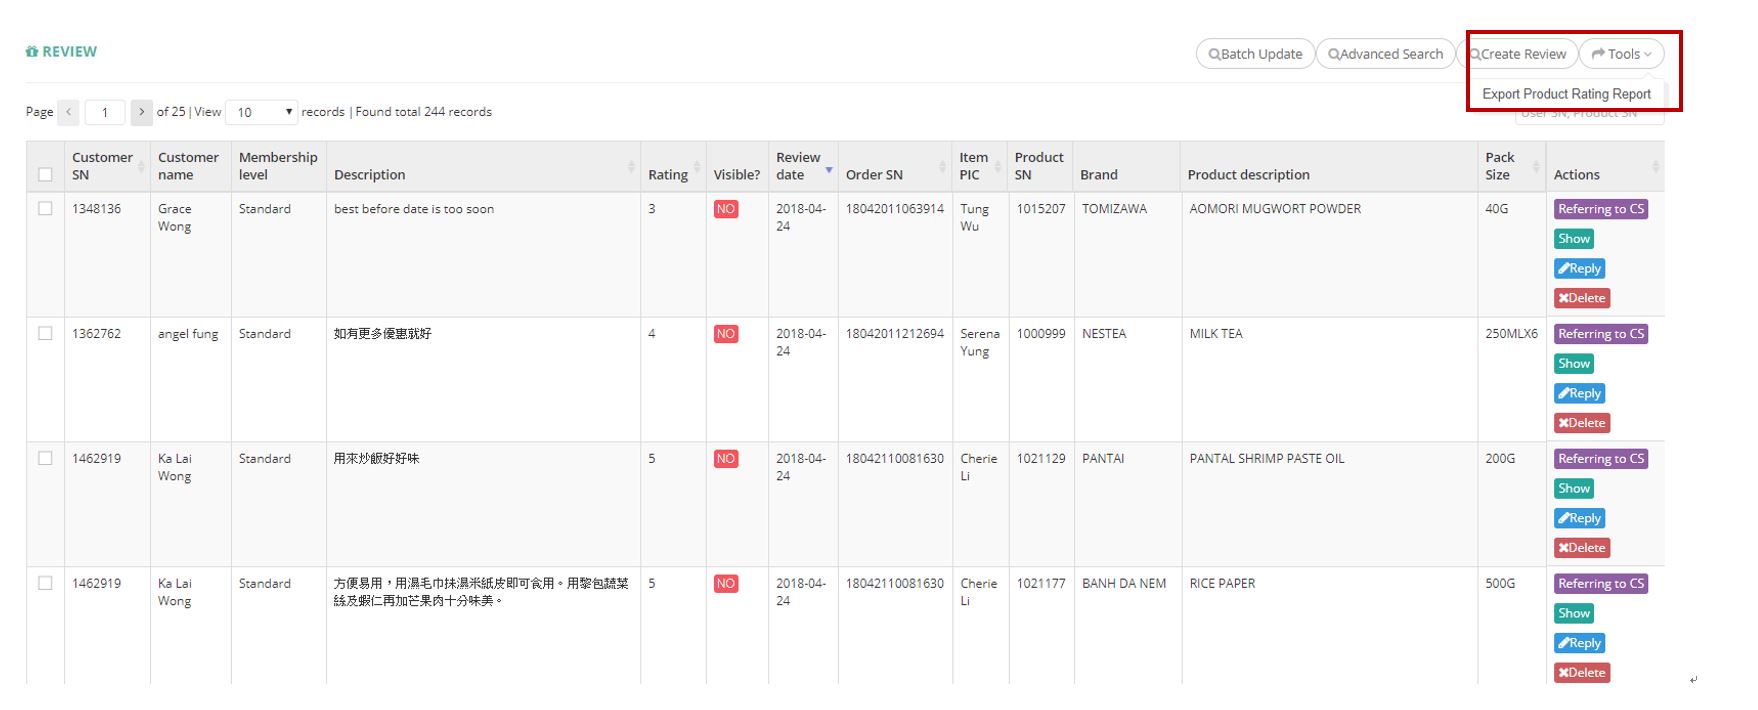 REVIEW
Batch Update
Advanced Search
Create Review
Tools
Export Product Rating Report
User SN, Product SN
Page 1 of 25 | View 10 records | Found total 244 records
Customer SN
Customer name
Membership level
Description
Rating
Visible?
Review date
Order SN
Item PIC
Product SN
Brand
Product description
Pack Size
Actions
1348136
Grace Wong
Standard
best before date is too soon
3
NO
2018-04-24
18042011063914
Tung Wu
1015207
TOMIZAWA
AOMORI MUGWORT POWDER
40G
Referring to CS
Show
Reply
Delete
1362762
angel fung
Standard
如有更多優惠就好
4
NO
2018-04-24
18042011212694
Serena Yung
1000999
NESTEA
MILK TEA
250MLX6
Referring to CS
Show
Reply
Delete
1462919
Ka Lai Wong
Standard
用來炒飯好好味
5
NO
2018-04-24
18042110081630
Cherie Li
1021129
PANTAI
PANTAL SHRIMP PASTE OIL
200G
Referring to CS
Show
Reply
Delete
1462919
Ka Lai Wong
Standard
方便易用，用濕毛巾抹濕米紙皮即可食用。用黎包蔬菜
絲及蝦仁再加芒果肉十分味美。
5
NO
2018-04-24
18042110081630
Cherie Li
1021177
BANH DA NEM
RICE PAPER
500G
Referring to CS
Show
Reply
Delete